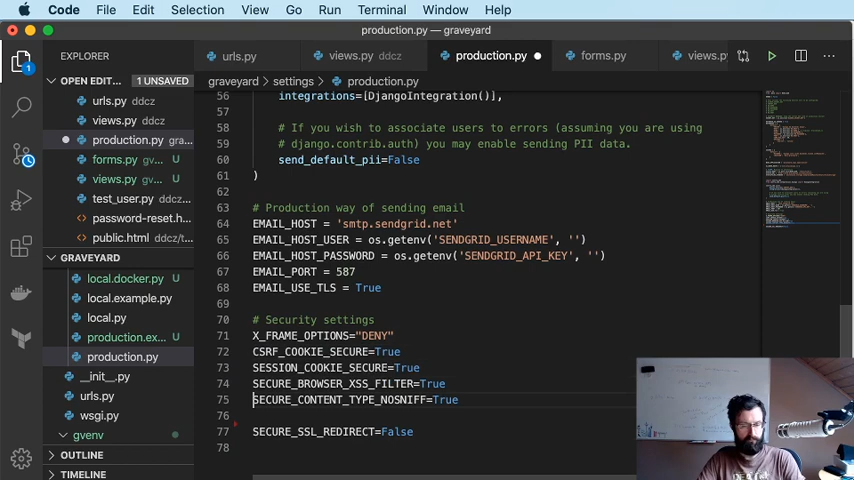 Code File Edit Selection View Go Run Terminal Window Help
production.py — graveyard
EXPLORER
urls.py
views.py ddcz
production.py
forms.py
views.py
OPEN EDIT... 1 UNSAVED
graveyard > settings > production.py
urls.py ddcz
views.py ddcz
production.py gra...
forms.py gv... U
views.py gv... U
test_user.py ddcz...
password-reset.h...
public.html ddcz/t...
GRAVEYARD
local.docker.py U
local.example.py
local.py
production.ex... U
production.py
__init__.py
urls.py
wsgi.py
gvenv
OUTLINE
TIMELINE
1
56 integrations=[DjangoIntegration()],
57
58 # If you wish to associate users to errors (assuming you are using
59 # django.contrib.auth) you may enable sending PII data.
60 send_default_pii=False
61 )
62
63 # Production way of sending email
64 EMAIL_HOST = 'smtp.sendgrid.net'
65 EMAIL_HOST_USER = os.getenv('SENDGRID_USERNAME', '')
66 EMAIL_HOST_PASSWORD = os.getenv('SENDGRID_API_KEY', '')
67 EMAIL_PORT = 587
68 EMAIL_USE_TLS = True
69
70 # Security settings
71 X_FRAME_OPTIONS="DENY"
72 CSRF_COOKIE_SECURE=True
73 SESSION_COOKIE_SECURE=True
74 SECURE_BROWSER_XSS_FILTER=True
75 SECURE_CONTENT_TYPE_NOSNIFF=True
76
77 SECURE_SSL_REDIRECT=False
78